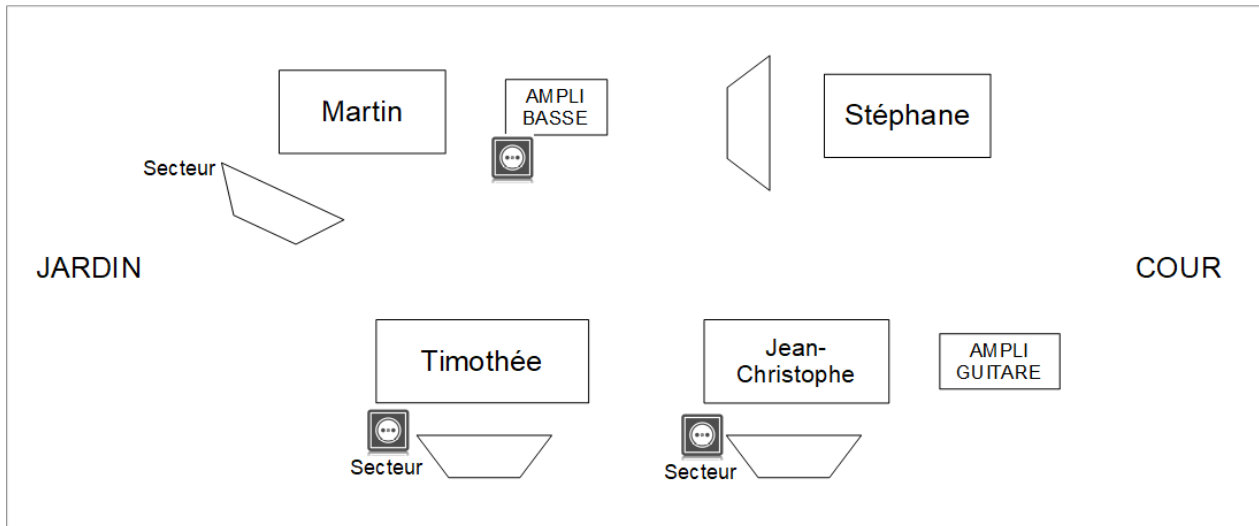 Martin
AMPLI
BASSE
Stéphane
Secteur
JARDIN
COUR
Timothée
Jean-
Christophe
AMPLI
GUITARE
Secteur
Secteur